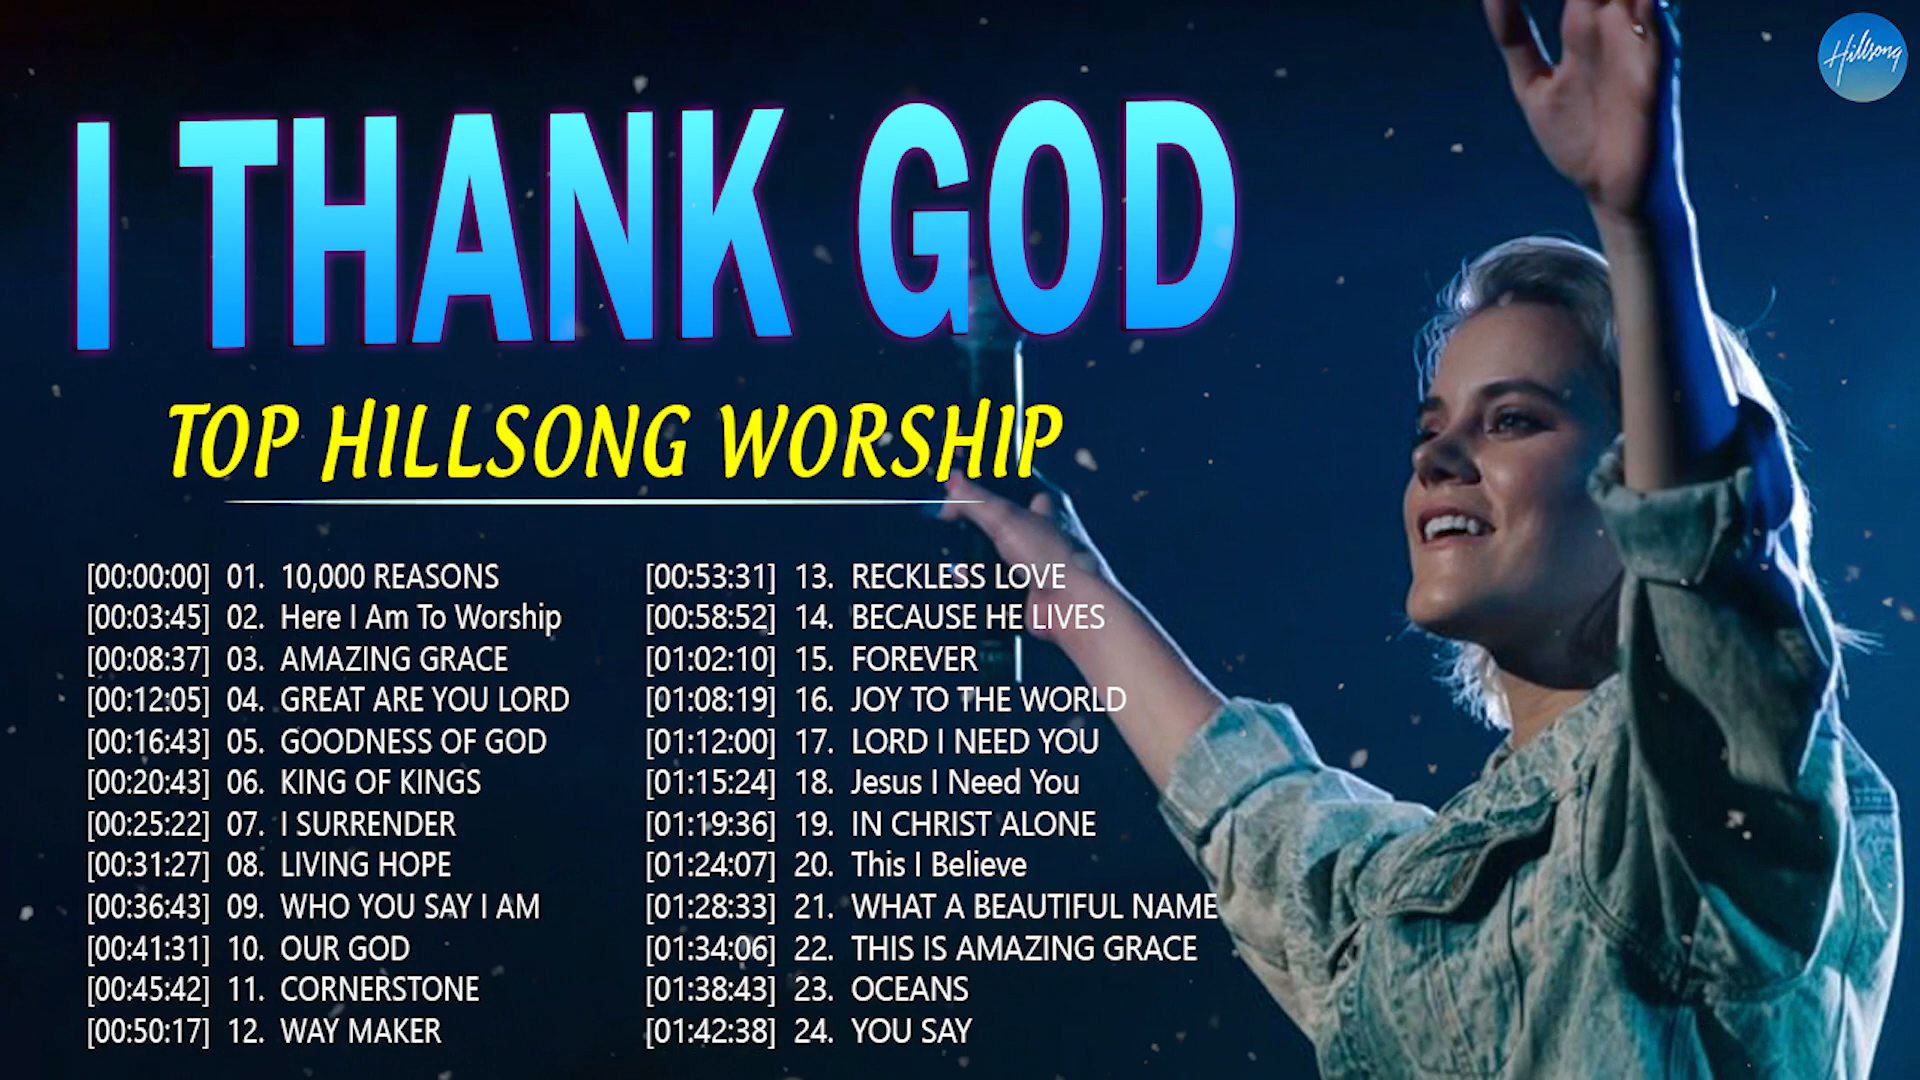 Hillsong
I THANK GOD
TOP HILLSONG WORSHIP
[00:00:00] 01. 10,000 REASONS
[00:03:45] 02. Here I Am To Worship
[00:08:37] 03. AMAZING GRACE
[00:12:05] 04. GREAT ARE YOU LORD
[00:16:43] 05. GOODNESS OF GOD
[00:20:43] 06. KING OF KINGS
[00:25:22] 07. I SURRENDER
[00:31:27] 08. LIVING HOPE
[00:36:43] 09. WHO YOU SAY I AM
[00:41:31] 10. OUR GOD
[00:45:42] 11. CORNERSTONE
[00:50:17] 12. WAY MAKER
[00:53:31] 13. RECKLESS LOVE
[00:58:52] 14. BECAUSE HE LIVES
[01:02:10] 15. FOREVER
[01:08:19] 16. JOY TO THE WORLD
[01:12:00] 17. LORD I NEED YOU
[01:15:24] 18. Jesus I Need You
[01:19:36] 19. IN CHRIST ALONE
[01:24:07] 20. This I Believe
[01:28:33] 21. WHAT A BEAUTIFUL NAME
[01:34:06] 22. THIS IS AMAZING GRACE
[01:38:43] 23. OCEANS
[01:42:38] 24. YOU SAY